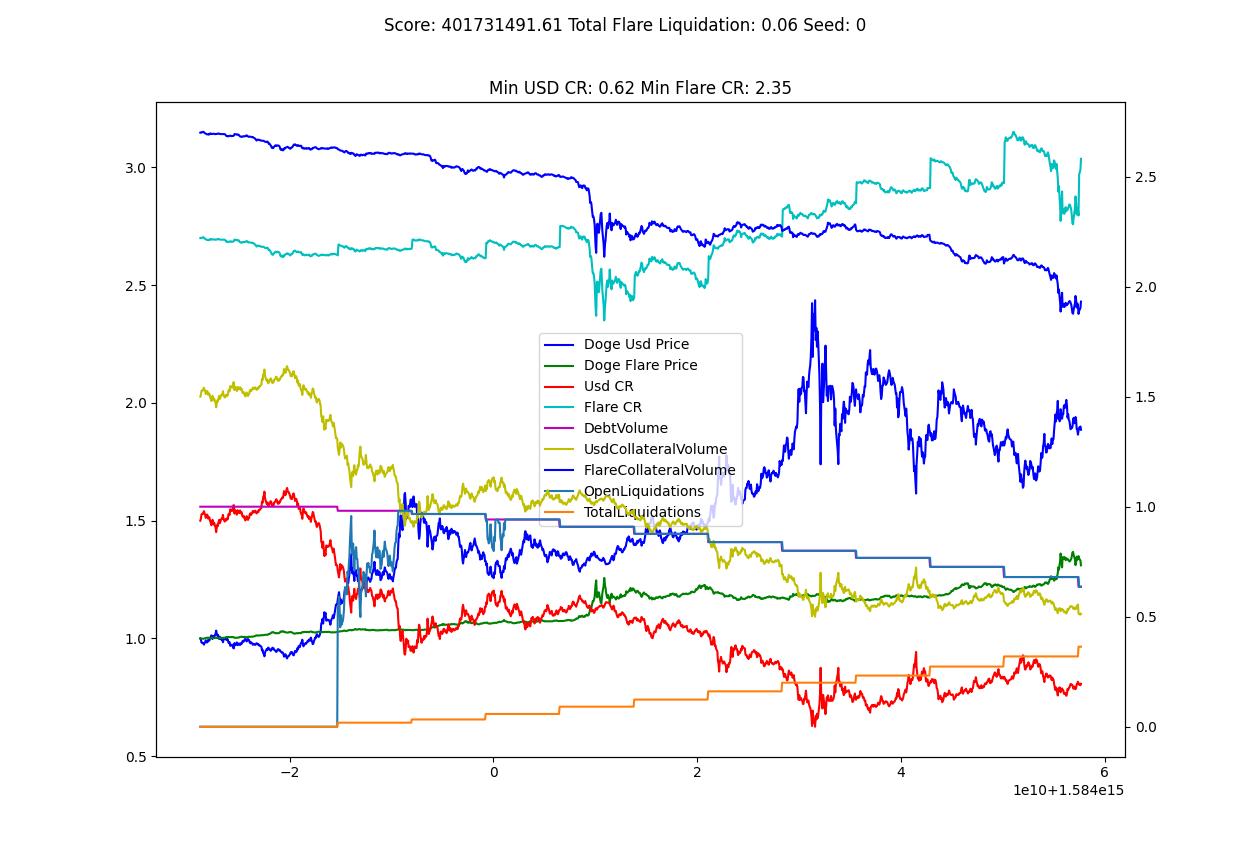 Score: 401731491.61 Total Flare Liquidation: 0.06 Seed: 0
Min USD CR: 0.62 Min Flare CR: 2.35
3.0
2.5
2.0
1.5
1.0
0.5
2.5
2.0
1.5
1.0
0.5
0.0
Doge Usd Price
Doge Flare Price
Usd CR
Flare CR
DebtVolume
UsdCollateralVolume
FlareCollateralVolume
OpenLiquidations
TotalLiquidations
−2 0 2 4 6
1e10+1.584e15